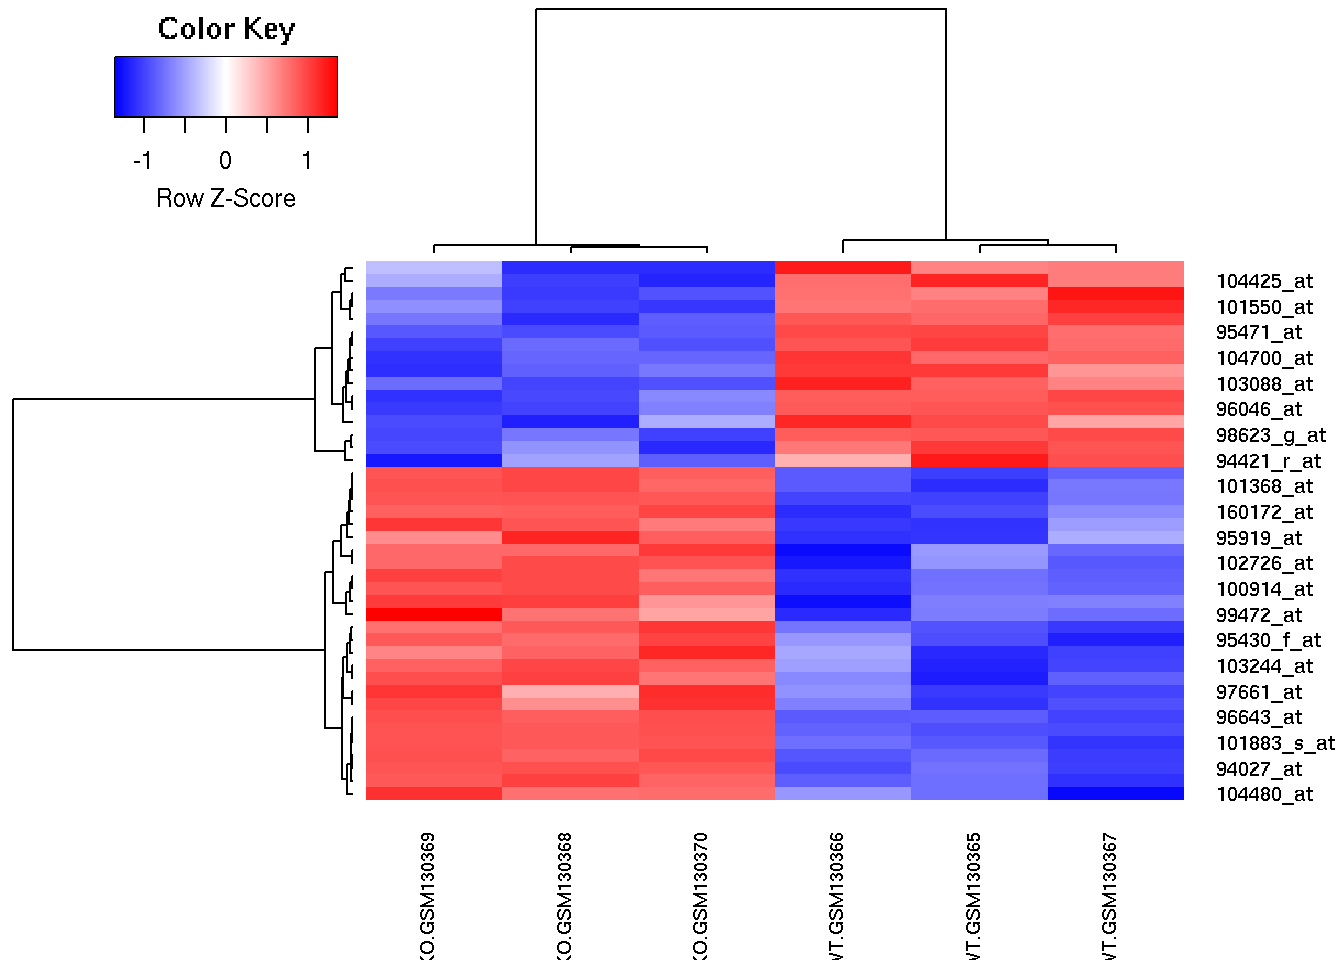 Color Key
-1 0 1
Row Z-Score
104425_at
101550_at
95471_at
104700_at
103088_at
96046_at
98623_g_at
94421_r_at
101368_at
160172_at
95919_at
102726_at
100914_at
99472_at
95430_f_at
103244_at
97661_at
96643_at
101883_s_at
94027_at
104480_at
KO.GSM130369
KO.GSM130368
KO.GSM130370
WT.GSM130366
WT.GSM130365
WT.GSM130367